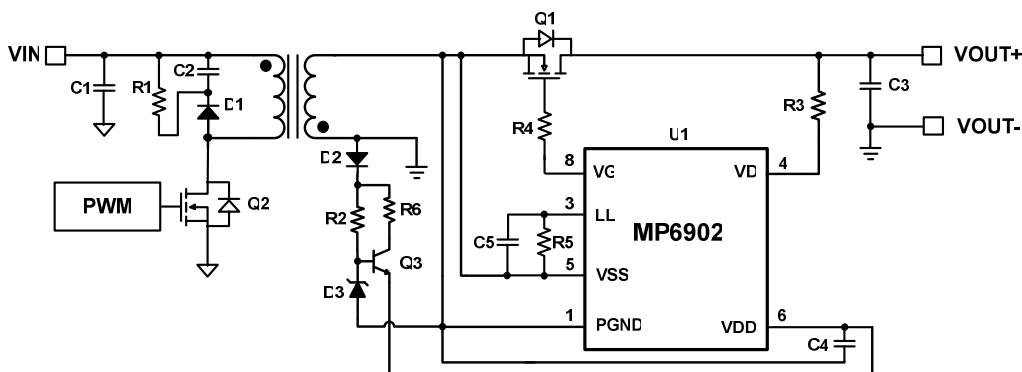 Q1
VIN
VOUT+
C1
R1
C2
D1
R3
C3
R4
U1
VOUT-
D2
8
VG
VD
4
PWM
Q2
R2
R6
3
LL
MP6902
C5
R5
Q3
5
VSS
D3
1
PGND
VDD
6
C4